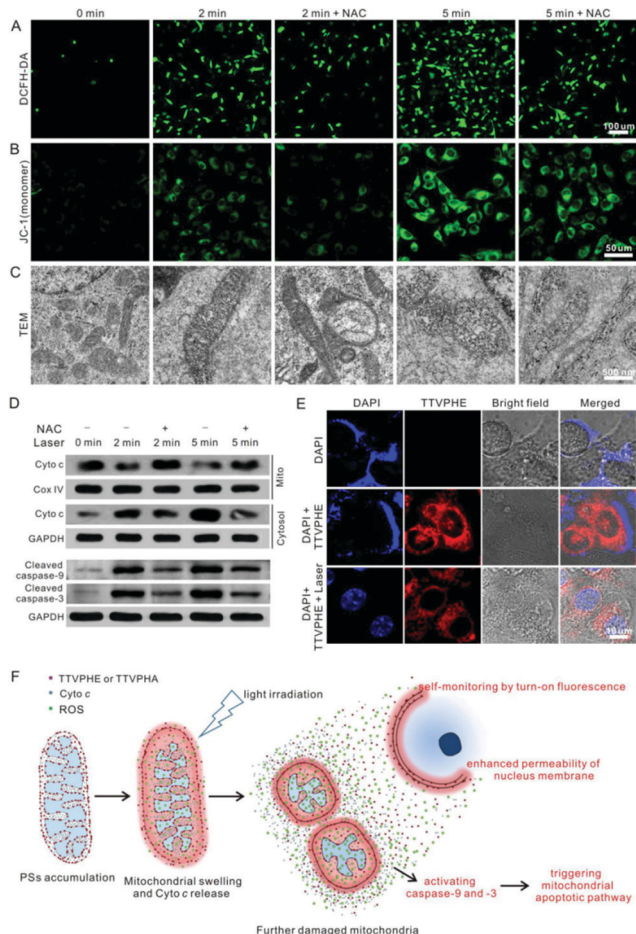 A
0 min
2 min
2 min + NAC
5 min
5 min + NAC
DCFH-DA
100 um
B
JC-1(monomer)
50 um
C
TEM
500 nm
D
NAC – – + – +
Laser 0 min 2 min 2 min 5 min 5 min
Cyto c
Cox IV
Mito
Cyto c
GAPDH
Cytosol
Cleaved
caspase-9
Cleaved
caspase-3
GAPDH
E
DAPI
TTVPHE
Bright field
Merged
DAPI
DAPI +
TTVPHE
DAPI+
TTVPHE + Laser
10 um
F
TTVPHE or TTVPHA
Cyto c
ROS
light irradiation
self-monitoring by turn-on fluorescence
enhanced permeability of
nucleus membrane
PSs accumulation
Mitochondrial swelling
and Cyto c release
Further damaged mitochondria
activating
caspase-9 and -3
triggering
mitochondrial
apoptotic pathway